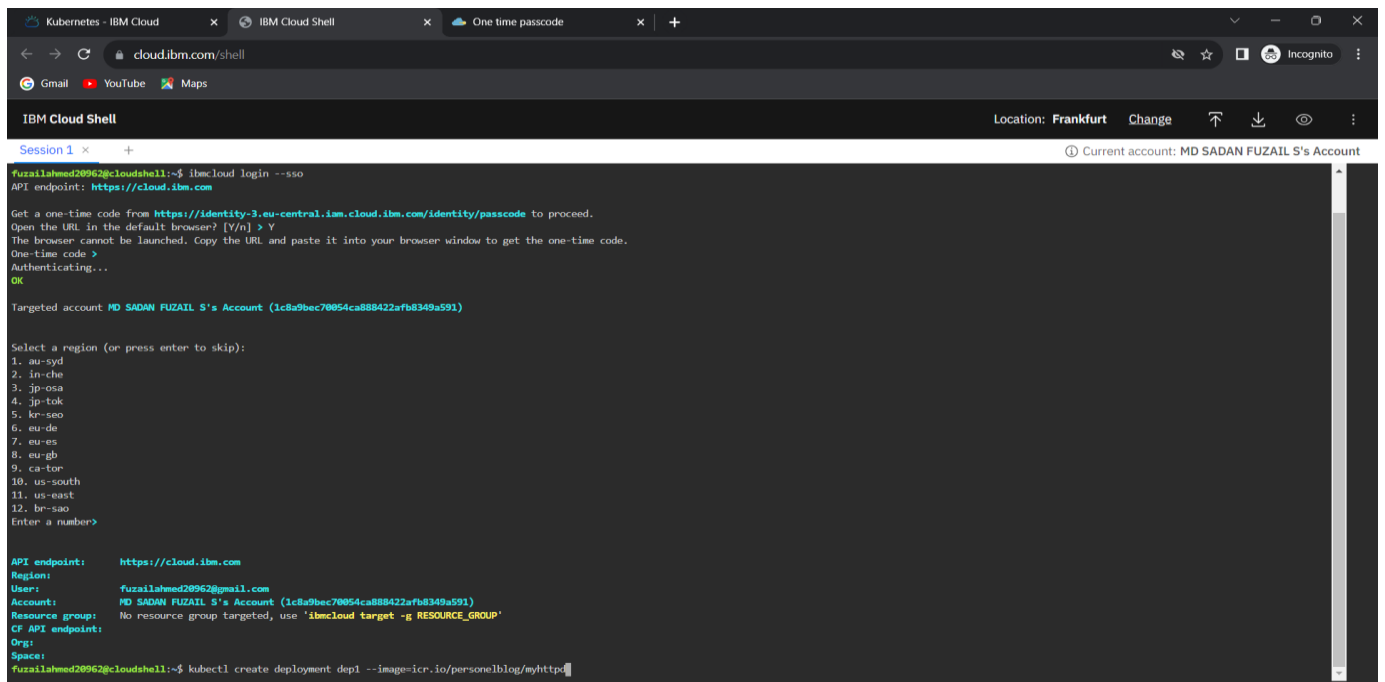 Kubernetes - IBM Cloud
IBM Cloud Shell
One time passcode
cloud.ibm.com/shell
Incognito
Gmail
YouTube
Maps
IBM Cloud Shell
Location: Frankfurt Change
Session 1
Current account: MD SADAN FUZAIL S's Account
fuzailahmed20962@cloudshell:~$ ibmcloud login --sso
API endpoint: https://cloud.ibm.com
Get a one-time code from https://identity-3.eu-central.iam.cloud.ibm.com/identity/passcode to proceed.
Open the URL in the default browser? [Y/n] > Y
The browser cannot be launched. Copy the URL and paste it into your browser window to get the one-time code.
One-time code >
Authenticating...
OK
Targeted account MD SADAN FUZAIL S's Account (1c8a9bec70054ca888422afb8349a591)
Select a region (or press enter to skip):
1. au-syd
2. in-che
3. jp-osa
4. jp-tok
5. kr-seo
6. eu-de
7. eu-es
8. eu-gb
9. ca-tor
10. us-south
11. us-east
12. br-sao
Enter a number>
API endpoint: https://cloud.ibm.com
Region:
User: fuzailahmed20962@gmail.com
Account: MD SADAN FUZAIL S's Account (1c8a9bec70054ca888422afb8349a591)
Resource group: No resource group targeted, use 'ibmcloud target -g RESOURCE_GROUP'
CF API endpoint:
Org:
Space:
fuzailahmed20962@cloudshell:~$ kubectl create deployment dep1 --image=icr.io/personelblog/myhttpd